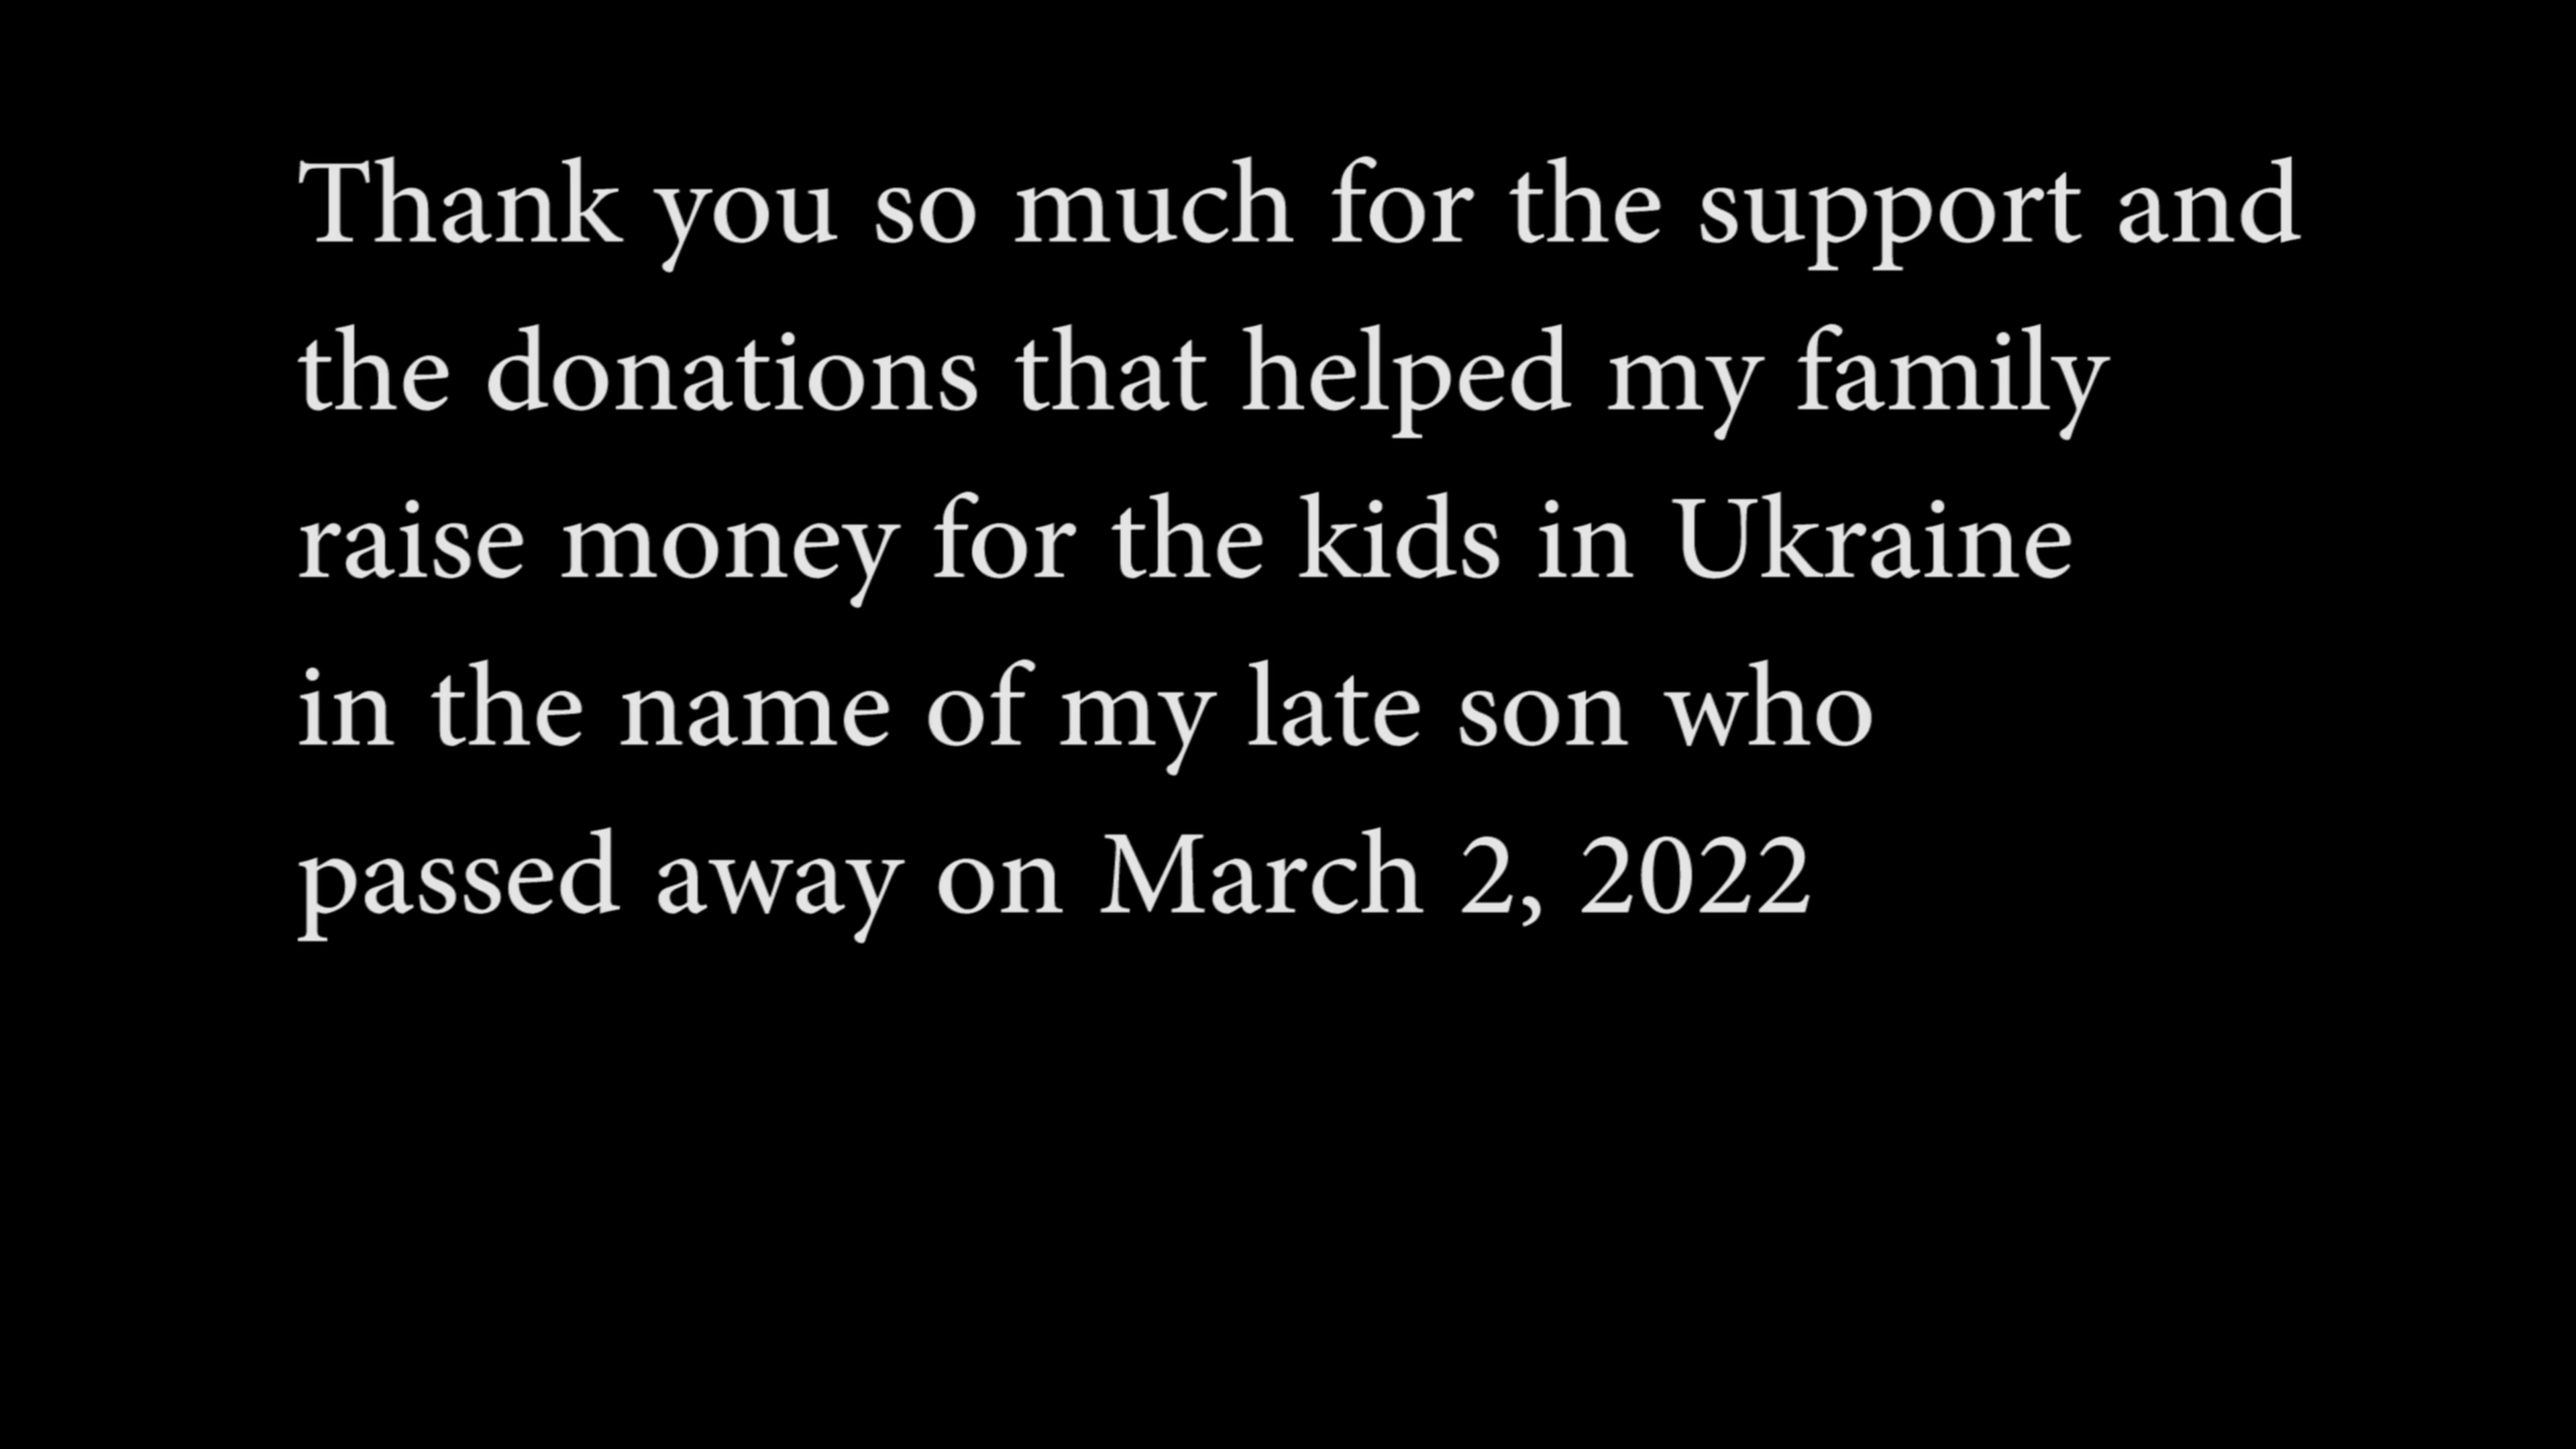 Thank you so much for the support and
the donations that helped my family
raise money for the kids in Ukraine
in the name of my late son who
passed away on March 2, 2022